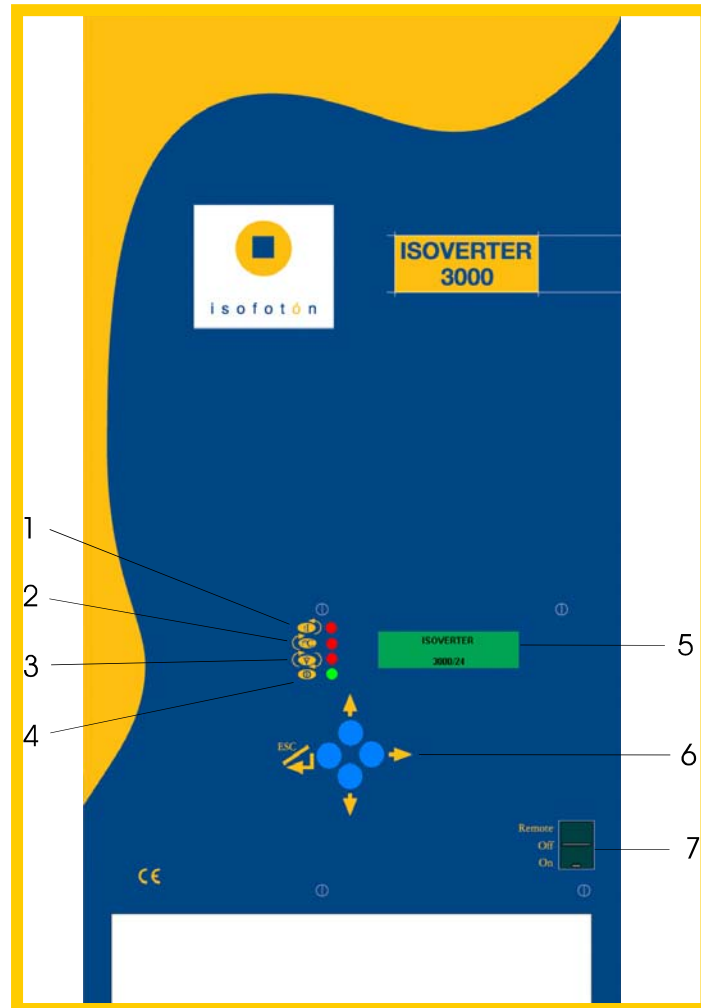 isofotón
ISOVERTER
3000
1
2
3
4
ISOVERTER
3000/24
5
ESC
6
Remote
Off
On
7
CE